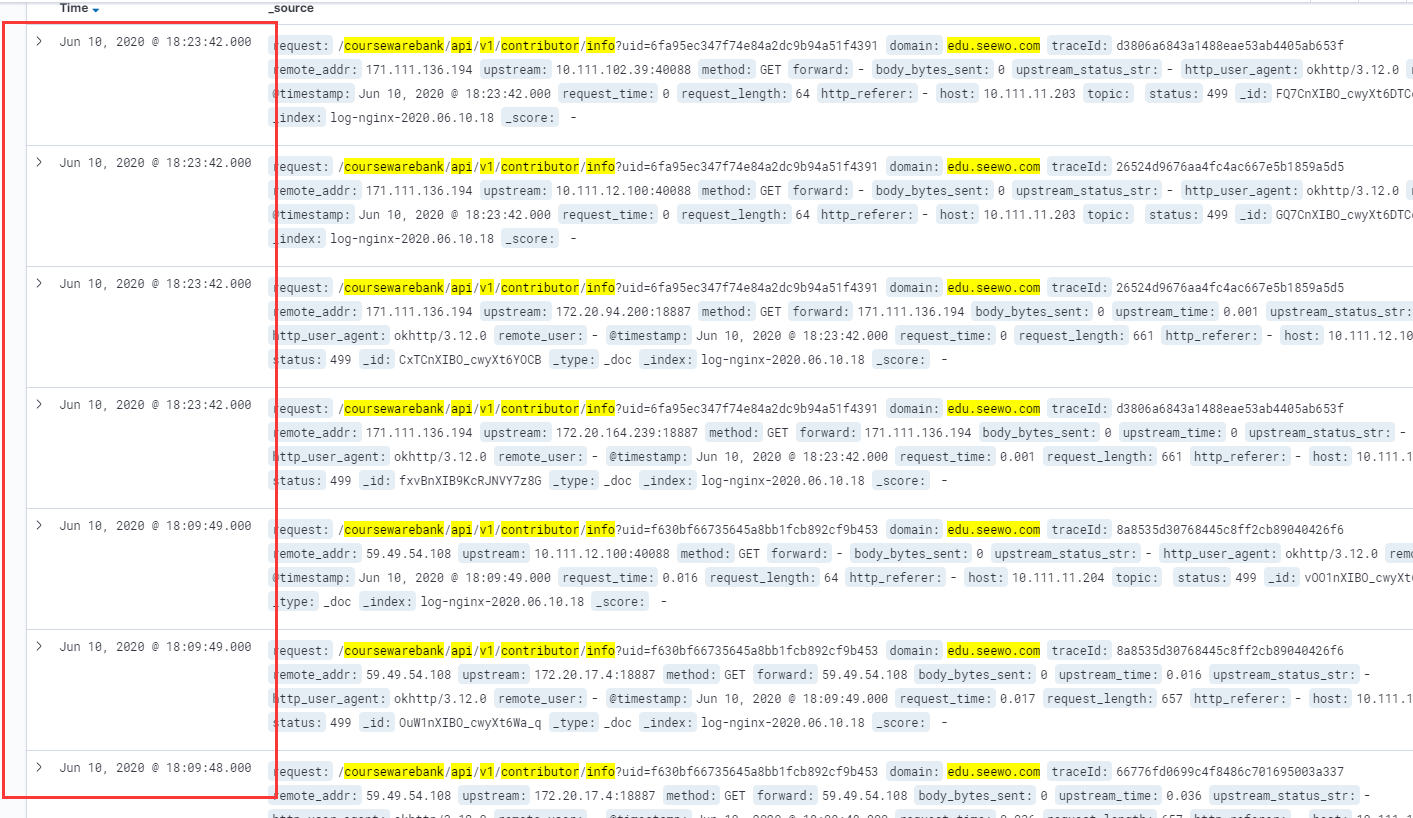 Time _source
Jun 10, 2020 @ 18:23:42.000 request: /coursewarebank/api/v1/contributor/info?uid=6fa95ec347f74e84a2dc9b94a51f4391 domain: edu.seewo.com traceId: d3806a6843a1488eae53ab4405ab653f
remote_addr: 171.111.136.194 upstream: 10.111.102.39:40088 method: GET forward: - body_bytes_sent: 0 upstream_status_str: - http_user_agent: okhttp/3.12.0
@timestamp: Jun 10, 2020 @ 18:23:42.000 request_time: 0 request_length: 64 http_referer: - host: 10.111.11.203 topic: status: 499 _id: FQ7CnXIBO_cwyXt6DTC
_index: log-nginx-2020.06.10.18 _score: -
Jun 10, 2020 @ 18:23:42.000 request: /coursewarebank/api/v1/contributor/info?uid=6fa95ec347f74e84a2dc9b94a51f4391 domain: edu.seewo.com traceId: 26524d9676aa4fc4ac667e5b1859a5d5
remote_addr: 171.111.136.194 upstream: 10.111.12.100:40088 method: GET forward: - body_bytes_sent: 0 upstream_status_str: - http_user_agent: okhttp/3.12.0
@timestamp: Jun 10, 2020 @ 18:23:42.000 request_time: 0 request_length: 64 http_referer: - host: 10.111.11.203 topic: status: 499 _id: GQ7CnXIBO_cwyXt6DTC
_index: log-nginx-2020.06.10.18 _score: -
Jun 10, 2020 @ 18:23:42.000 request: /coursewarebank/api/v1/contributor/info?uid=6fa95ec347f74e84a2dc9b94a51f4391 domain: edu.seewo.com traceId: 26524d9676aa4fc4ac667e5b1859a5d5
remote_addr: 171.111.136.194 upstream: 172.20.94.200:18887 method: GET forward: 171.111.136.194 body_bytes_sent: 0 upstream_time: 0.001 upstream_status_str:
http_user_agent: okhttp/3.12.0 remote_user: - @timestamp: Jun 10, 2020 @ 18:23:42.000 request_time: 0 request_length: 661 http_referer: - host: 10.111.12.10
status: 499 _id: CxTCnXIBO_cwyXt6YOCB _type: _doc _index: log-nginx-2020.06.10.18 _score: -
Jun 10, 2020 @ 18:23:42.000 request: /coursewarebank/api/v1/contributor/info?uid=6fa95ec347f74e84a2dc9b94a51f4391 domain: edu.seewo.com traceId: d3806a6843a1488eae53ab4405ab653f
remote_addr: 171.111.136.194 upstream: 172.20.164.239:18887 method: GET forward: 171.111.136.194 body_bytes_sent: 0 upstream_time: 0 upstream_status_str: -
http_user_agent: okhttp/3.12.0 remote_user: - @timestamp: Jun 10, 2020 @ 18:23:42.000 request_time: 0.001 request_length: 661 http_referer: - host: 10.111.1
status: 499 _id: fxvBnXIB9KcRJNVY7z8G _type: _doc _index: log-nginx-2020.06.10.18 _score: -
Jun 10, 2020 @ 18:09:49.000 request: /coursewarebank/api/v1/contributor/info?uid=f630bf66735645a8bb1fcb892cf9b453 domain: edu.seewo.com traceId: 8a8535d30768445c8ff2cb89040426f6
remote_addr: 59.49.54.108 upstream: 10.111.12.100:40088 method: GET forward: - body_bytes_sent: 0 upstream_status_str: - http_user_agent: okhttp/3.12.0 remo
@timestamp: Jun 10, 2020 @ 18:09:49.000 request_time: 0.016 request_length: 64 http_referer: - host: 10.111.11.204 topic: status: 499 _id: vOO1nXIBO_cwyXt
_type: _doc _index: log-nginx-2020.06.10.18 _score: -
Jun 10, 2020 @ 18:09:49.000 request: /coursewarebank/api/v1/contributor/info?uid=f630bf66735645a8bb1fcb892cf9b453 domain: edu.seewo.com traceId: 8a8535d30768445c8ff2cb89040426f6
remote_addr: 59.49.54.108 upstream: 172.20.17.4:18887 method: GET forward: 59.49.54.108 body_bytes_sent: 0 upstream_time: 0.016 upstream_status_str: -
http_user_agent: okhttp/3.12.0 remote_user: - @timestamp: Jun 10, 2020 @ 18:09:49.000 request_time: 0.017 request_length: 657 http_referer: - host: 10.111.1
status: 499 _id: OuW1nXIBO_cwyXt6Wa_q _type: _doc _index: log-nginx-2020.06.10.18 _score: -
Jun 10, 2020 @ 18:09:48.000 request: /coursewarebank/api/v1/contributor/info?uid=f630bf66735645a8bb1fcb892cf9b453 domain: edu.seewo.com traceId: 66776fd0699c4f8486c701695003a337
remote_addr: 59.49.54.108 upstream: 172.20.17.4:18887 method: GET forward: 59.49.54.108 body_bytes_sent: 0 upstream_time: 0.036 upstream_status_str: -